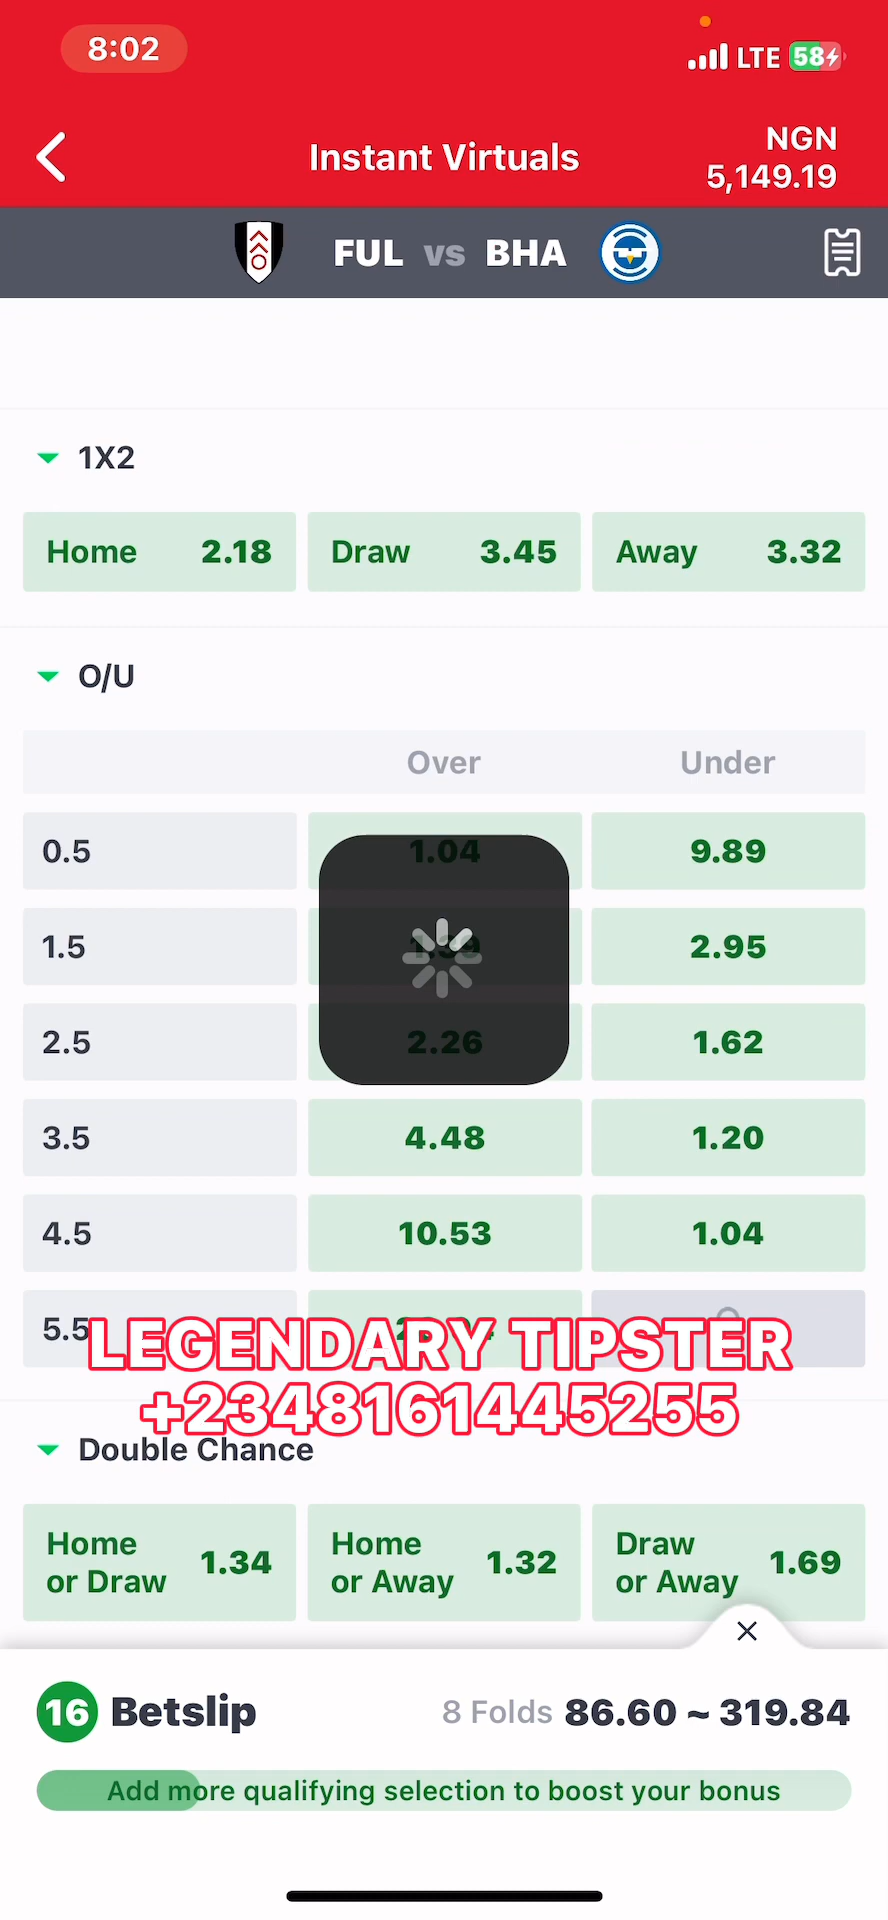 8:02
LTE 58
Instant Virtuals
NGN
5,149.19
FUL vs BHA
1X2
Home 2.18 Draw 3.45 Away 3.32
O/U
Over Under
0.5 1.04 9.89
1.5 1.39 2.95
2.5 2.26 1.62
3.5 4.48 1.20
4.5 10.53 1.04
5.5
LEGENDARY TIPSTER
+2348161445255
Double Chance
Home or Draw 1.34
Home or Away 1.32
Draw or Away 1.69
16 Betslip 8 Folds 86.60 ~ 319.84
Add more qualifying selection to boost your bonus